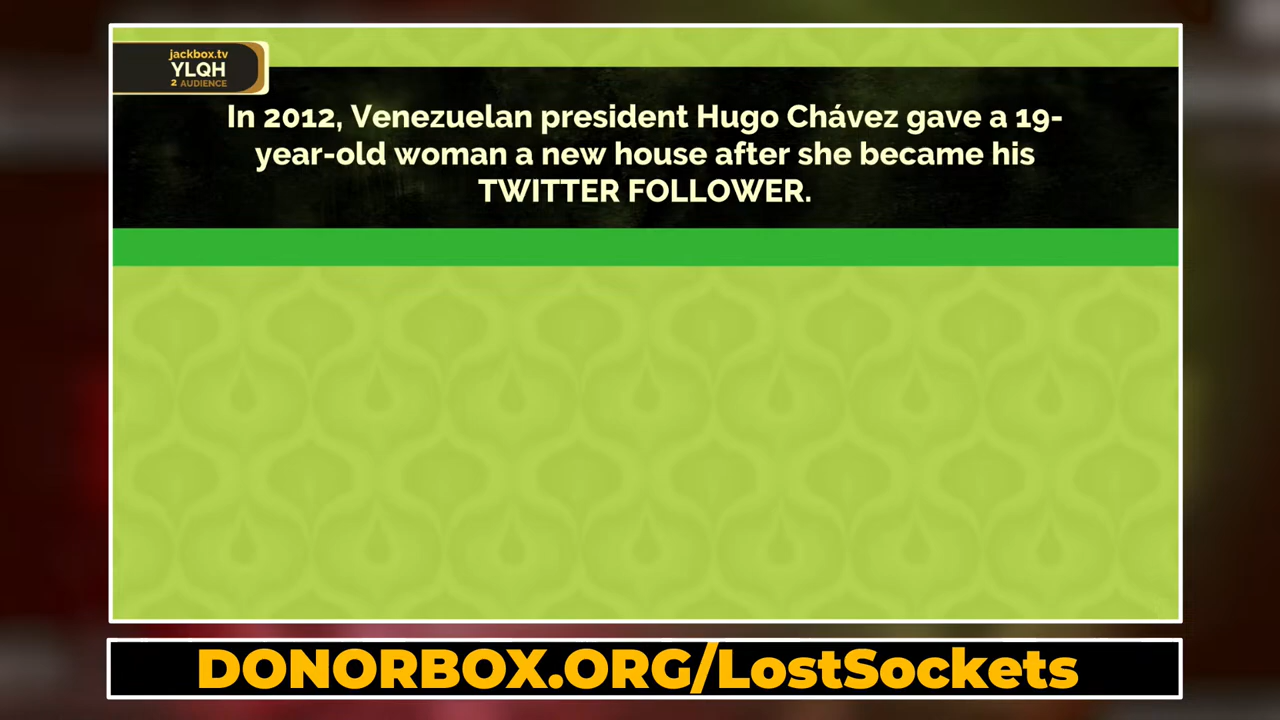 jackbox.tv
YLQH
2 AUDIENCE
In 2012, Venezuelan president Hugo Chávez gave a 19-
year-old woman a new house after she became his
TWITTER FOLLOWER.
DONORBOX.ORG/LostSockets